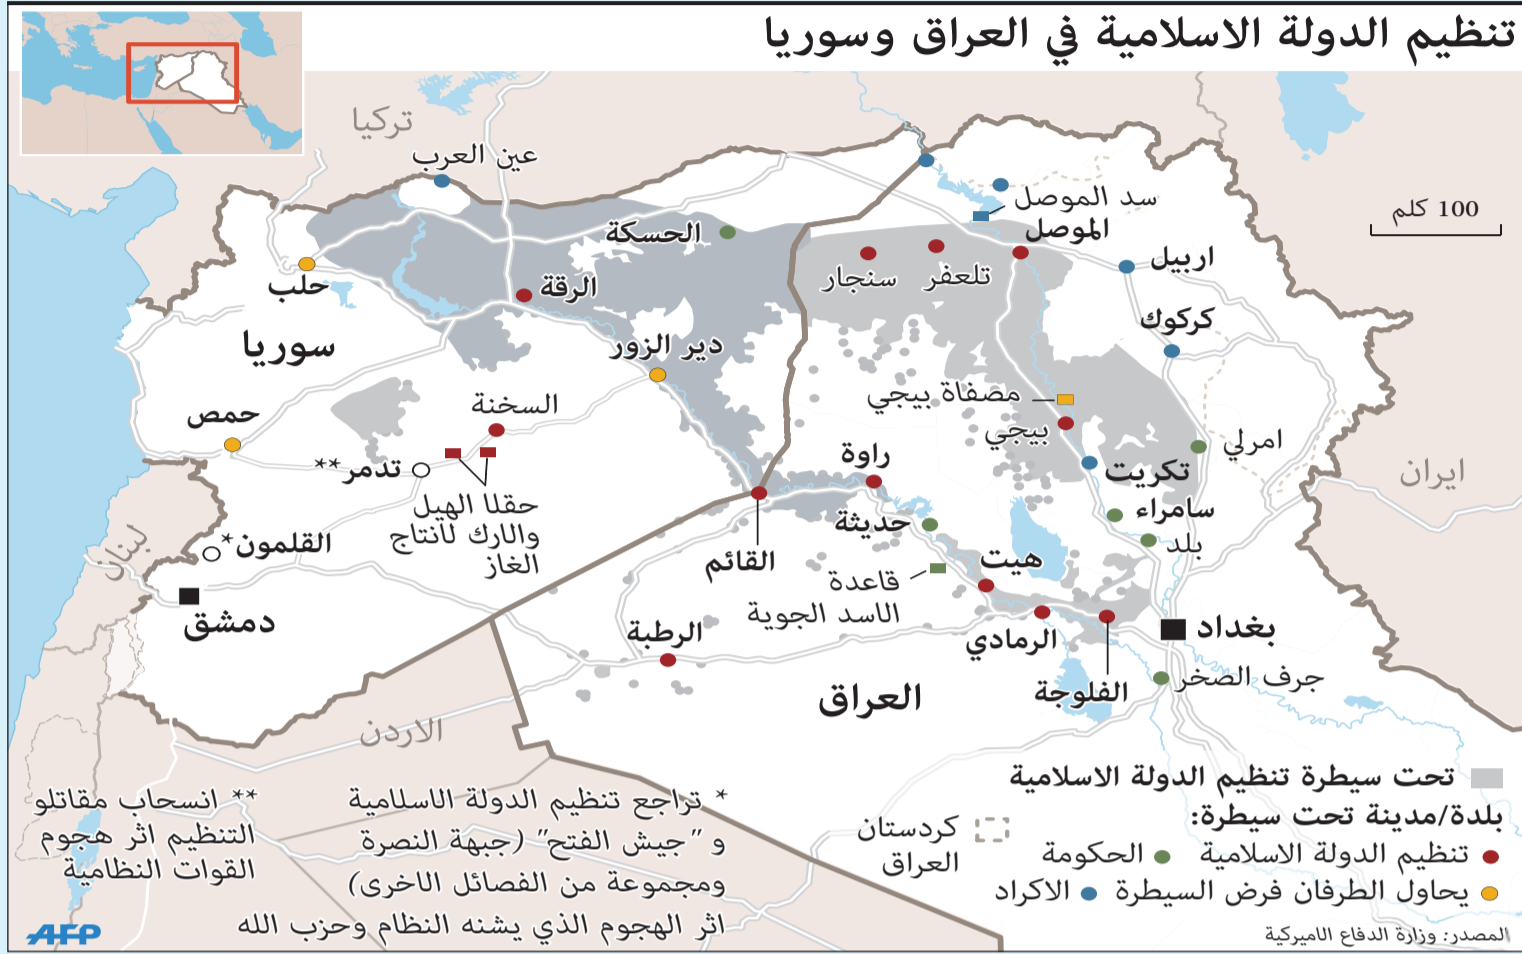 تنظيم الدولة الاسلامية في العراق وسوريا
تركيا
عين العرب
سد الموصل
الموصل
100 كلم
الحسكة
اربيل
تلعفر
سنجار
حلب
الرقة
كركوك
سوريا
دير الزور
مصفاة بيجي
السخنة
حمص
بيجي
امرلي
راوة
تكريت
تدمر**
ايران
حقلا الهيل
والارك لانتاج
الغاز
سامراء
حديثة
بلد
لبنان
القلمون*
القائم
هيت
قاعدة
الاسد الجوية
دمشق
الرطبة
الرمادي
بغداد
جرف الصخر
الفلوجة
العراق
الاردن
تحت سيطرة تنظيم الدولة الاسلامية
بلدة/مدينة تحت سيطرة:
تنظيم الدولة الاسلامية
الحكومة
يحاول الطرفان فرض السيطرة
الاكراد
كردستان
العراق
* تراجع تنظيم الدولة الاسلامية
و "جيش الفتح" (جبهة النصرة
ومجموعة من الفصائل الاخرى)
اثر الهجوم الذي يشنه النظام وحزب الله
** انسحاب مقاتلو
التنظيم اثر هجوم
القوات النظامية
المصدر: وزارة الدفاع الاميركية
AFP